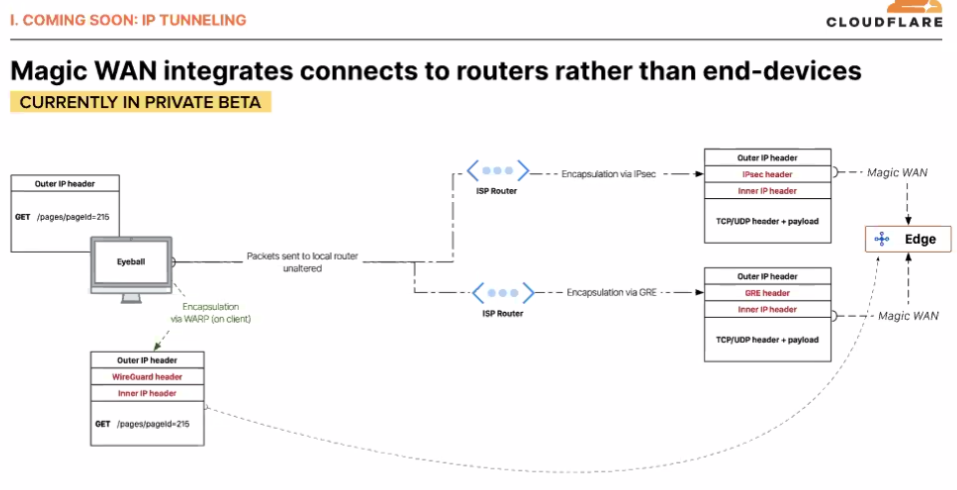 I. COMING SOON: IP TUNNELING
CLOUDFLARE
Magic WAN integrates connects to routers rather than end-devices
CURRENTLY IN PRIVATE BETA
Outer IP header
GET /pages/pageId=215
Eyeball
Packets sent to local router
unaltered
Encapsulation
via WARP (on client)
Outer IP header
WireGuard header
Inner IP header
GET /pages/pageId=215
ISP Router
Encapsulation via IPsec
Outer IP header
IPsec header
Inner IP header
TCP/UDP header + payload
Magic WAN
Edge
ISP Router
Encapsulation via GRE
Outer IP header
GRE header
Inner IP header
TCP/UDP header + payload
Magic WAN